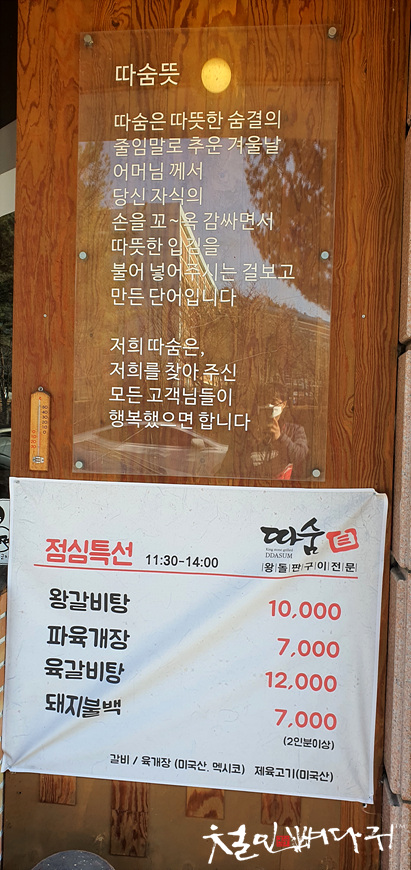 따숨뜻
따숨은 따뜻한 숨결의
줄임말로 추운 겨울날
어머님 께서
당신 자식의
손을 꼬~옥 감싸면서
따뜻한 입김을
불어 넣어주시는 걸보고
만든 단어입니다
저희 따숨은,
저희를 찾아 주신
모든 고객님들이
행복했으면 합니다
따숨
DDASUM
왕돌판구이전문
점심특선 11:30-14:00
왕갈비탕 10,000
파육개장 7,000
육갈비탕 12,000
돼지불백 7,000
(2인분이상)
갈비 / 육개장 (미국산, 멕시코) 제육고기(미국산)